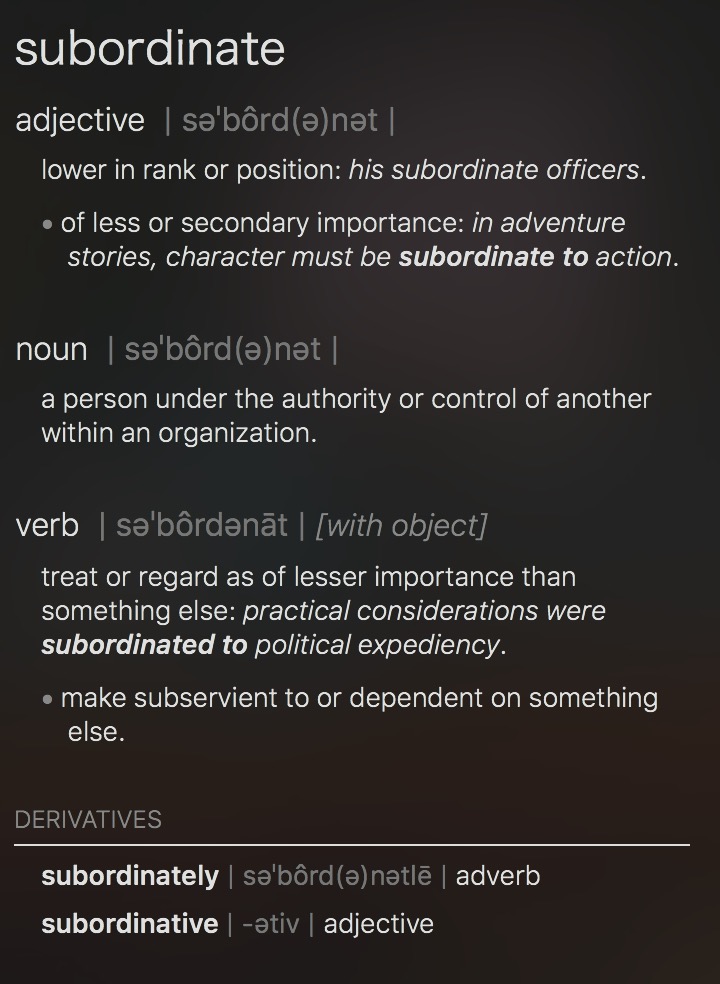 subordinate
adjective | səˈbôrd(ə)nət |
lower in rank or position: his subordinate officers.
• of less or secondary importance: in adventure
stories, character must be subordinate to action.
noun | səˈbôrd(ə)nət |
a person under the authority or control of another
within an organization.
verb | səˈbôrdənāt | [with object]
treat or regard as of lesser importance than
something else: practical considerations were
subordinated to political expediency.
• make subservient to or dependent on something
else.
DERIVATIVES
subordinately | səˈbôrd(ə)nətlē | adverb
subordinative | -ətiv | adjective